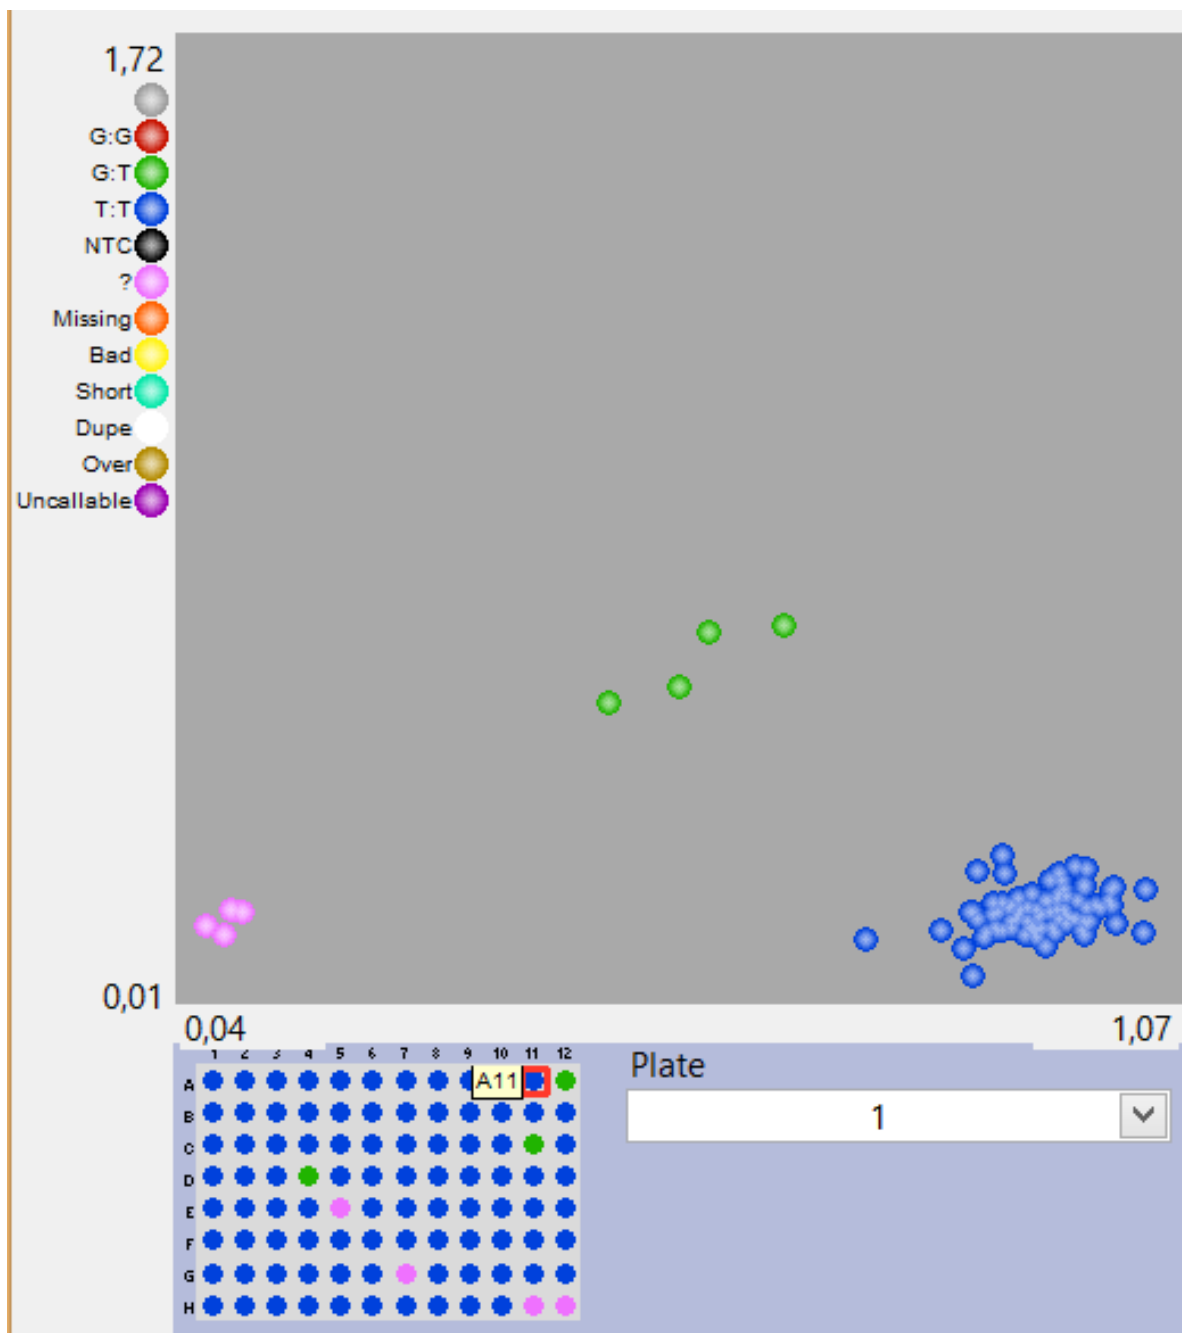 1,72
G:G
G:T
T:T
NTC
?
Missing
Bad
Short
Dupe
Over
Uncallable
0,01
0,04 1,07
1 2 3 4 5 6 7 8 9 10 11 12
Plate
A A11
1
B
C
D
E
F
G
H